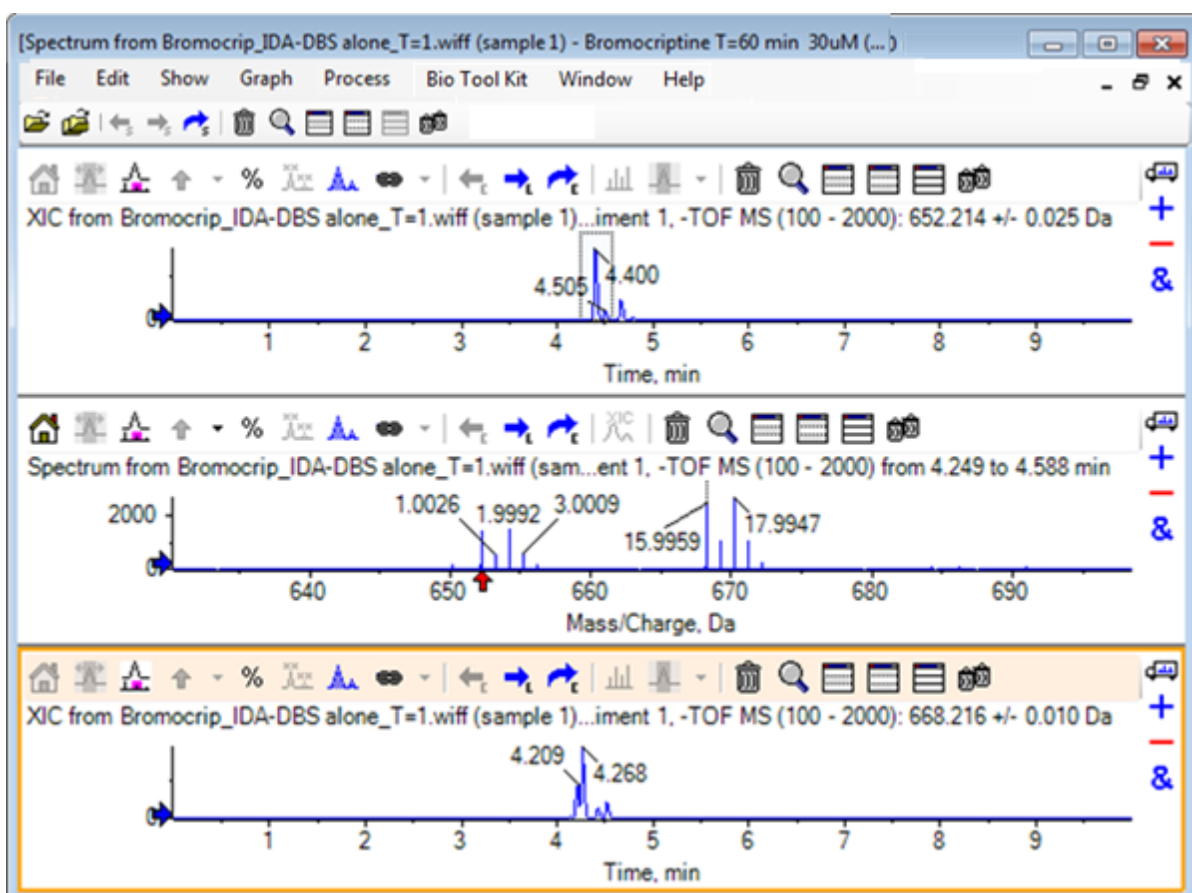 [Spectrum from Bromocrip_IDA-DBS alone_T=1.wiff (sample 1) - Bromocriptine T=60 min 30uM (... )
File Edit Show Graph Process Bio Tool Kit Window Help
%
XIC from Bromocrip_IDA-DBS alone_T=1.wiff (sample 1)...iment 1, -TOF MS (100 - 2000): 652.214 +/- 0.025 Da
4.505 4.400
0
1 2 3 4 5 6 7 8 9
Time, min
&
% XIC
Spectrum from Bromocrip_IDA-DBS alone_T=1.wiff (sam...ent 1, -TOF MS (100 - 2000) from 4.249 to 4.588 min
2000 1.0026 1.9992 3.0009 15.9959 17.9947
0
640 650 660 670 680 690
Mass/Charge, Da
&
%
XIC from Bromocrip_IDA-DBS alone_T=1.wiff (sample 1)...iment 1, -TOF MS (100 - 2000): 668.216 +/- 0.010 Da
4.209 4.268
0
1 2 3 4 5 6 7 8 9
Time, min
&